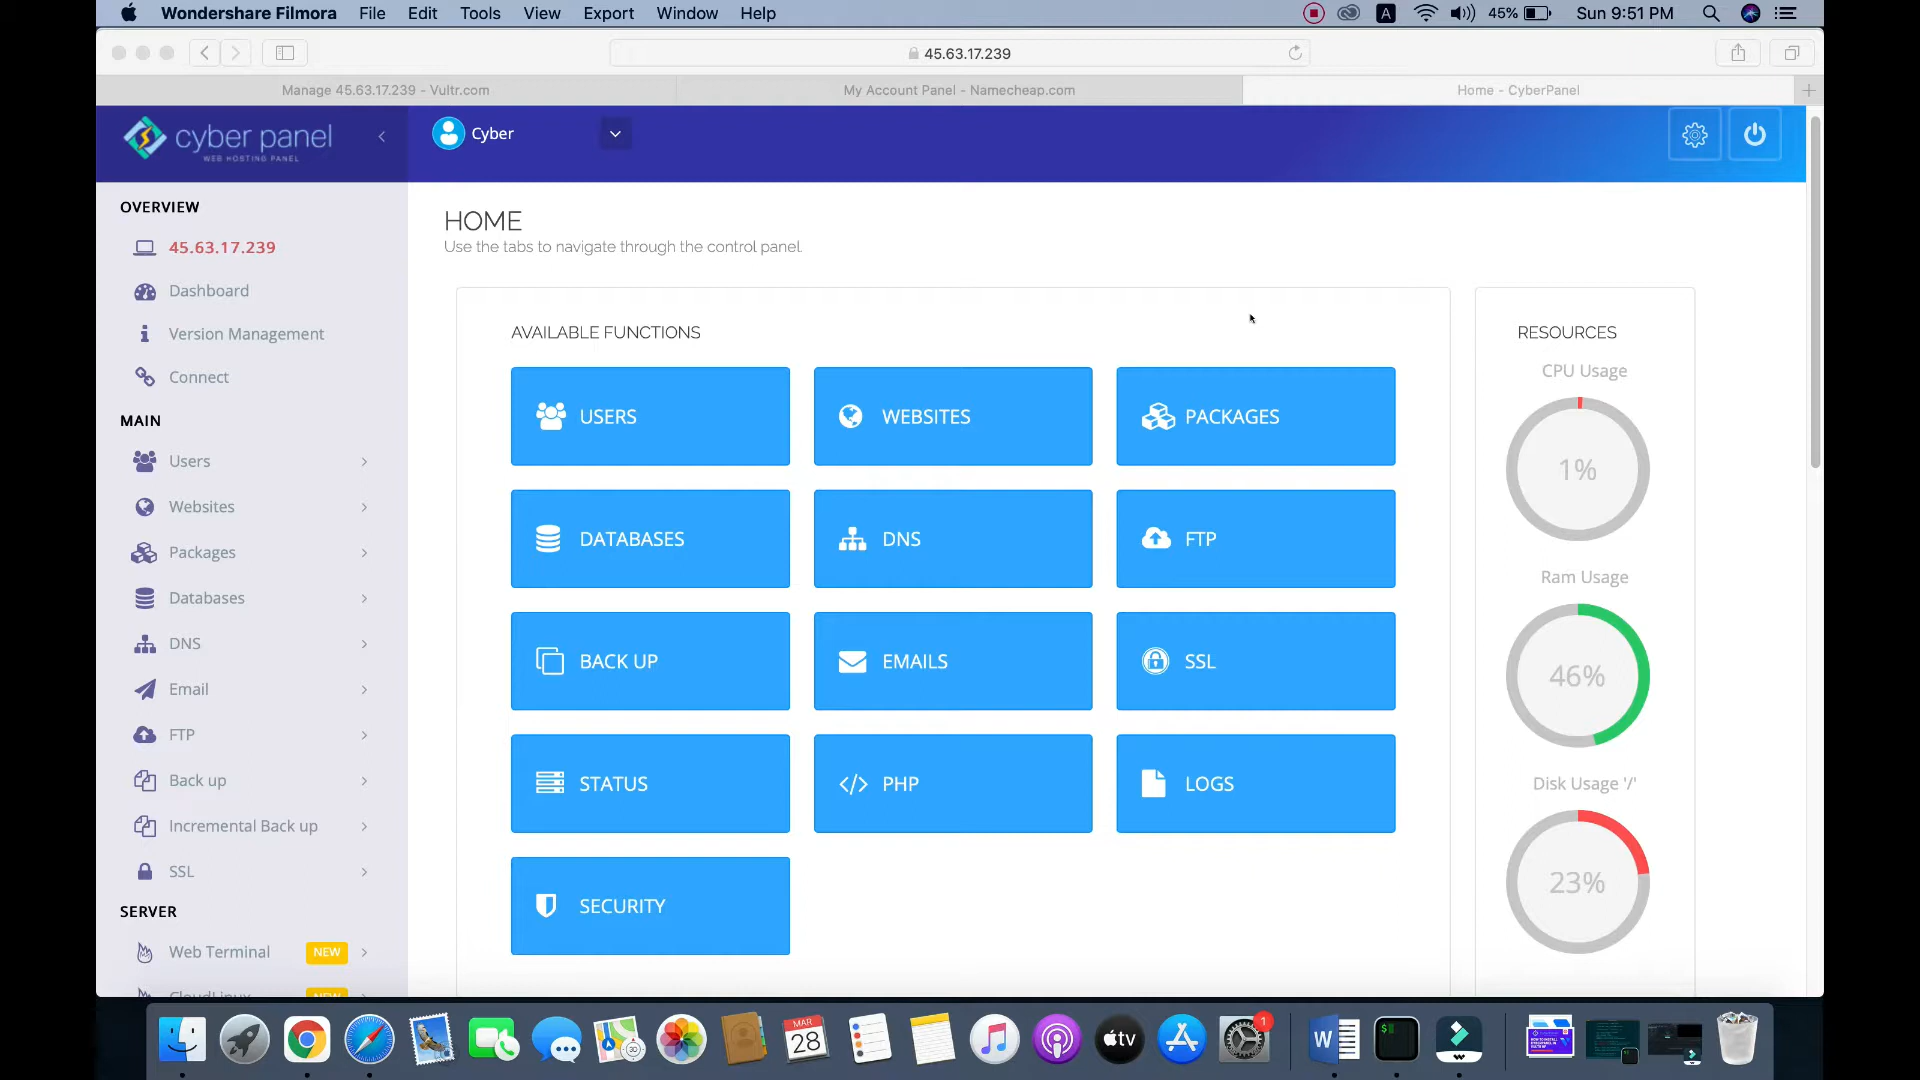 Wondershare Filmora File Edit Tools View Export Window Help A 45% Sun 9:51 PM
45.63.17.239
Manage 45.63.17.239 - Vultr.com
My Account Panel - Namecheap.com
Home - CyberPanel
cyber panel
WEB HOSTING PANEL
Cyber
OVERVIEW
45.63.17.239
Dashboard
Version Management
Connect
MAIN
Users
Websites
Packages
Databases
DNS
Email
FTP
Back up
Incremental Back up
SSL
SERVER
Web Terminal NEW
CloudLinux NEW
HOME
Use the tabs to navigate through the control panel.
AVAILABLE FUNCTIONS
USERS
WEBSITES
PACKAGES
DATABASES
DNS
FTP
BACK UP
EMAILS
SSL
STATUS
PHP
LOGS
SECURITY
RESOURCES
CPU Usage
1%
Ram Usage
46%
Disk Usage '/'
23%
MAR
28
tv
1
W
$